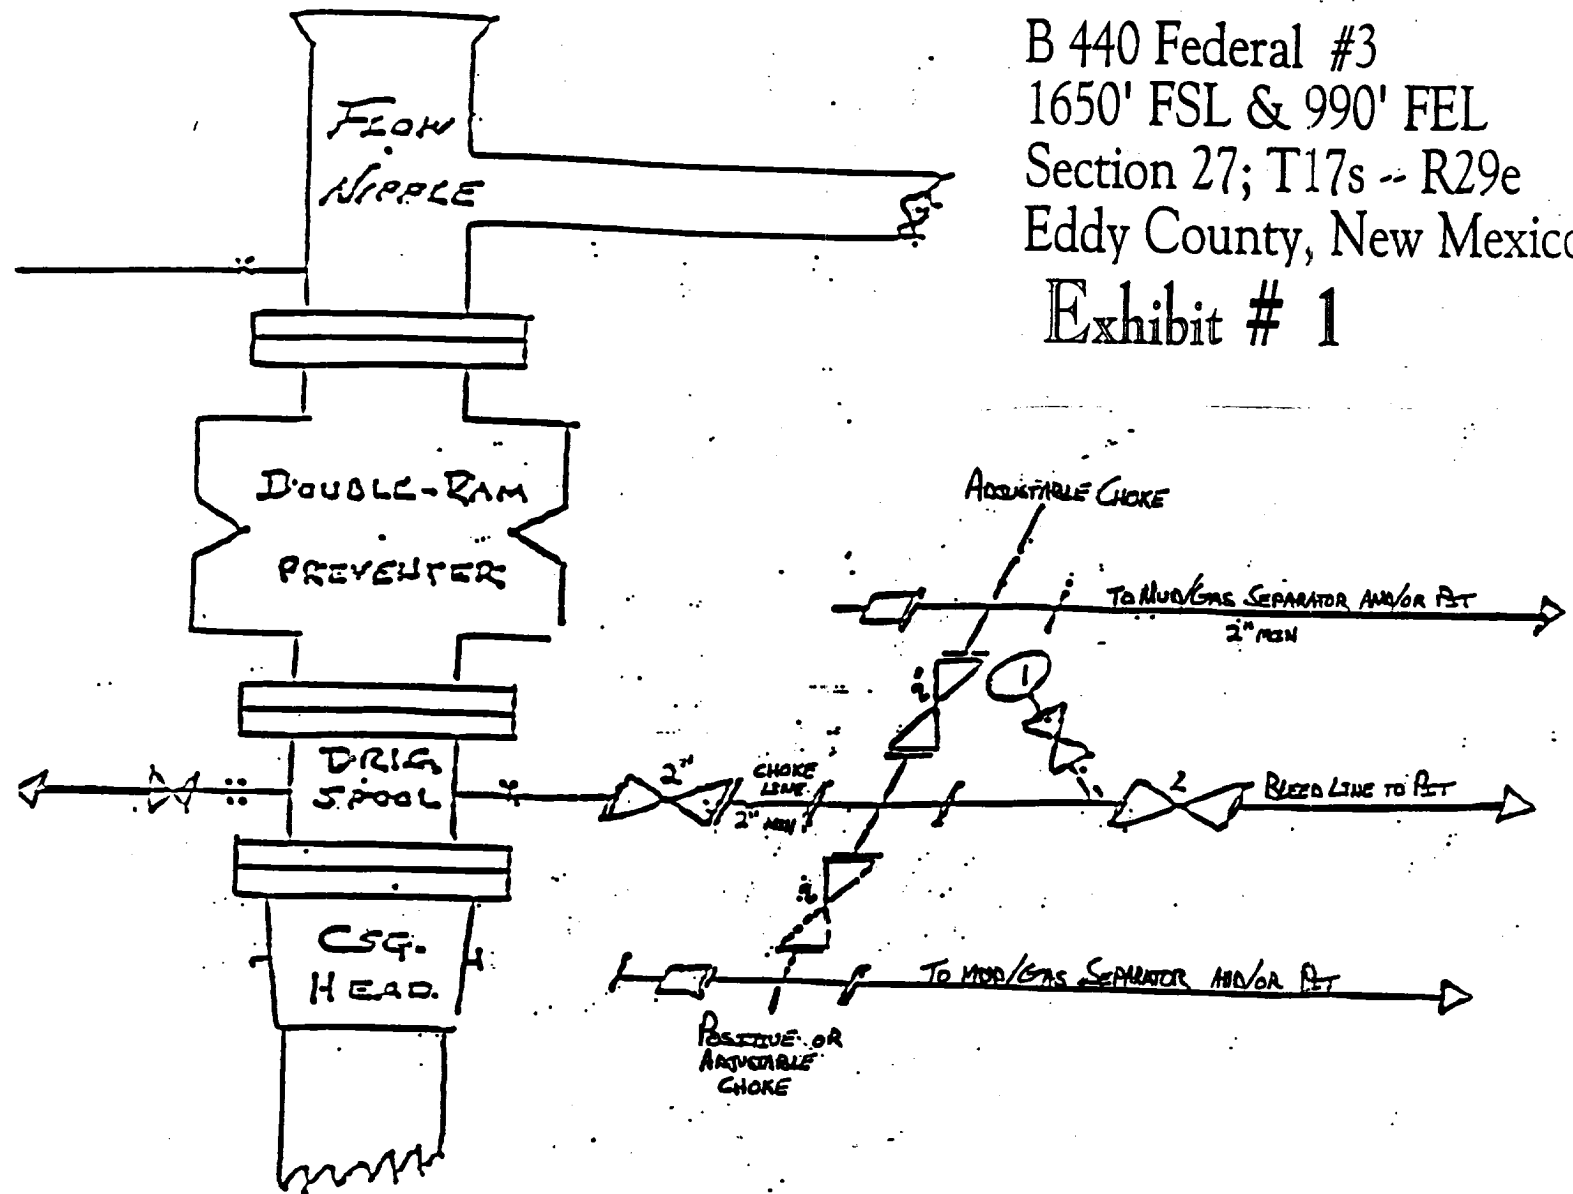 B 440 Federal #3
1650' FSL & 990' FEL
Section 27; T17s -- R29e
Eddy County, New Mexico
Exhibit # 1
FLOW
NIPPLE
DOUBLE-RAM
PREVENTER
ADJUSTABLE CHOKE
TO MUD/GAS SEPARATOR AND/OR PIT
2" MIN
1
DRLG.
SPOOL
2"
CHOKE
LINE
2" MIN
2
BLEED LINE TO PIT
CSG.
HEAD.
TO MUD/GAS SEPARATOR AND/OR PIT
POSITIVE OR
ADJUSTABLE
CHOKE